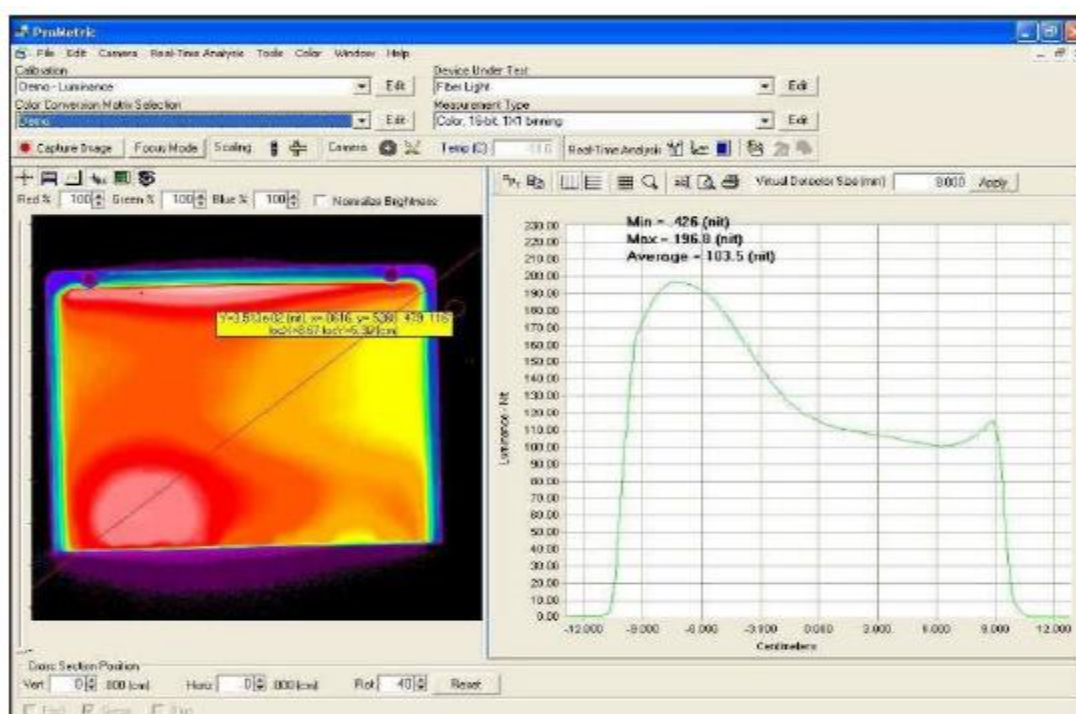 ProMetric
File Edit Camera Real-Time Analysis Tools Color Window Help
Calibration Device Under Test
Demo - Luminance Edit Fiber Light Edit
Color Conversion Matrix Selection Measurement Type
Demo Edit Color, 16-bit, 1X1 binning Edit
Capture Image Focus Mode Scaling Camera Temp (C) Real-Time Analysis
Virtual Detector Size (mm) Apply
Red % 100 Green % 100 Blue % 100 Normalize Brightness
Min = .426 (nit)
Max = 196.8 (nit)
Average = 103.5 (nit)
230.00
220.00
210.00
200.00
190.00
180.00
170.00
160.00
150.00
140.00
130.00
120.00
110.00
100.00
90.00
80.00
70.00
60.00
50.00
40.00
30.00
20.00
10.00
0.00
Luminance - Nit
-12.000 -9.000 -6.000 0.000 3.000 9.000 12.000
Centimeters
Cross Section Position
Vert 0 .000 (cm) Horiz 0 .000 (cm) Rot 40 Reset